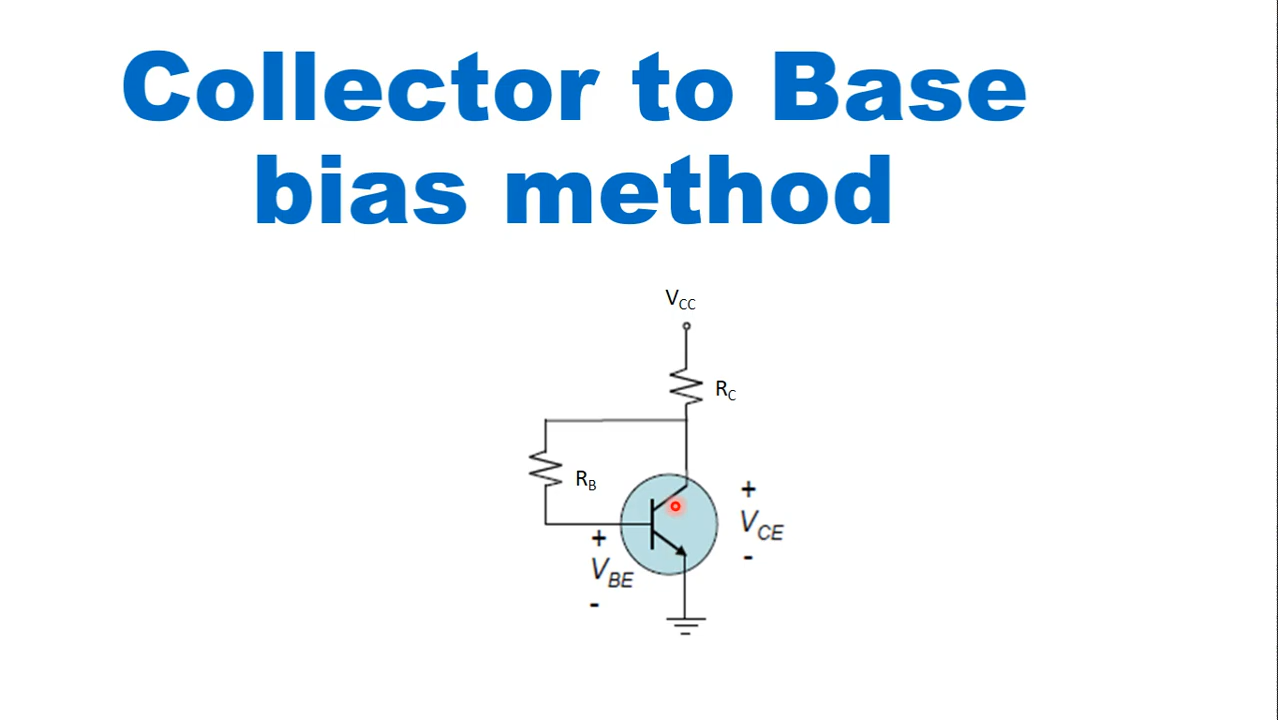 Collector to Base
bias method
VCC
RC
RB
+
VCE
-
+
VBE
-